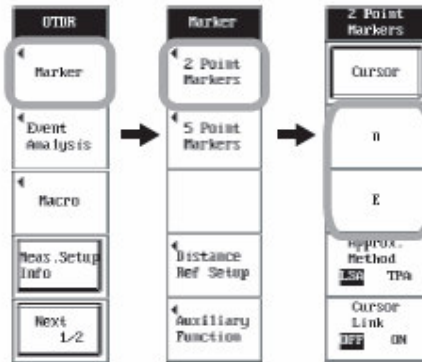 OTDR
Marker
Event
Analysis
Macro
Meas.Setup
Info
Next
1/2
Marker
2 Point
Markers
5 Point
Markers
Distance
Ref Setup
Auxiliary
Function
2 Point
Markers
Cursor
n
E
Approx.
Method
LSA TPA
Cursor
Link
OFF ON